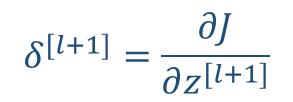 δ^[l+1] = ∂J / ∂z^[l+1]